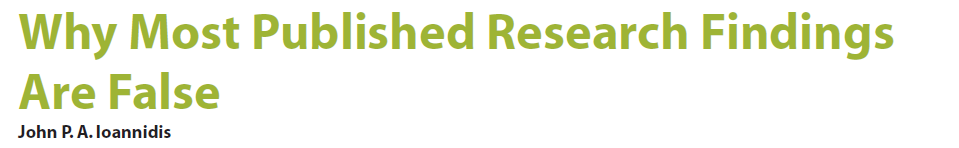 Why Most Published Research Findings
Are False
John P. A. Ioannidis